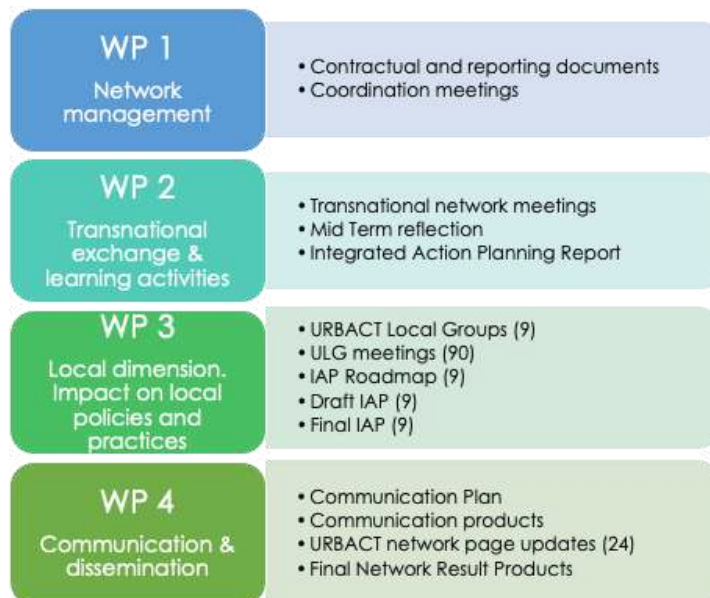 WP 1
Network
management
• Contractual and reporting documents
• Coordination meetings
WP 2
Transnational
exchange &
learning activities
• Transnational network meetings
• Mid Term reflection
• Integrated Action Planning Report
WP 3
Local dimension.
Impact on local
policies and
practices
• URBACT Local Groups (9)
• ULG meetings (90)
• IAP Roadmap (9)
• Draft IAP (9)
• Final IAP (9)
WP 4
Communication &
dissemination
• Communication Plan
• Communication products
• URBACT network page updates (24)
• Final Network Result Products